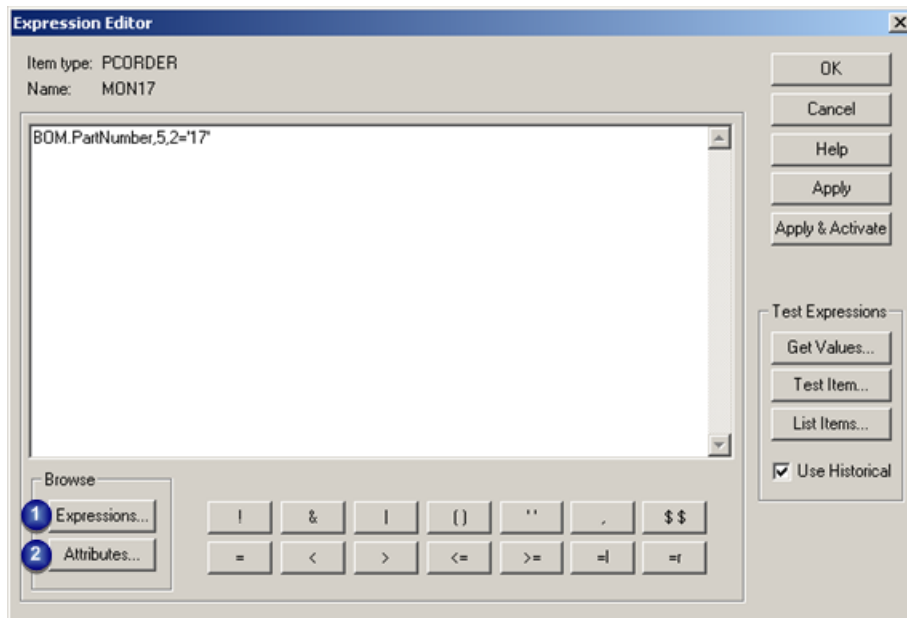 Expression Editor
Item type: PCORDER
Name: MON17
BOM.PartNumber,5,2='17'
OK
Cancel
Help
Apply
Apply & Activate
Test Expressions
Get Values...
Test Item...
List Items...
Use Historical
Browse
1 Expressions...
2 Attributes...
! & | () '' , $$
= < > <= >= =l =r